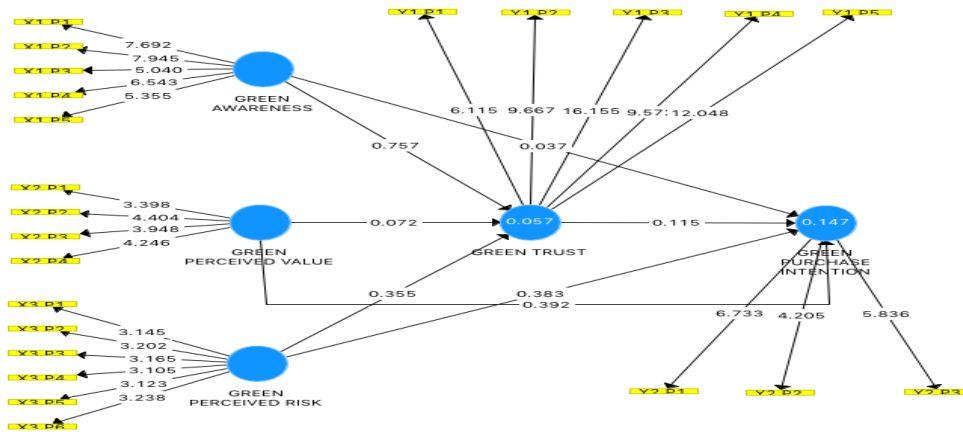 Y1 P1
Y1 P2
Y1 P3
Y1 P4
Y1 P5
X1 P1
X1 P2
X1 P3
X1 P4
X1 P5
7.692
7.945
5.040
6.543
5.355
GREEN
AWARENESS
6.115
9.667
16.155
9.57
12.048
0.757
0.037
X2 P1
X2 P2
X2 P3
X2 P4
3.398
4.404
3.948
4.246
GREEN
PERCEIVED VALUE
0.072
0.057
GREEN TRUST
0.115
0.147
GREEN
PURCHASE
INTENTION
0.355
0.383
0.392
X3 P1
X3 P2
X3 P3
X3 P4
X3 P5
X3 P6
3.145
3.202
3.165
3.105
3.123
3.238
GREEN
PERCEIVED RISK
6.733
4.205
5.836
Y2 P1
Y2 P2
Y2 P3